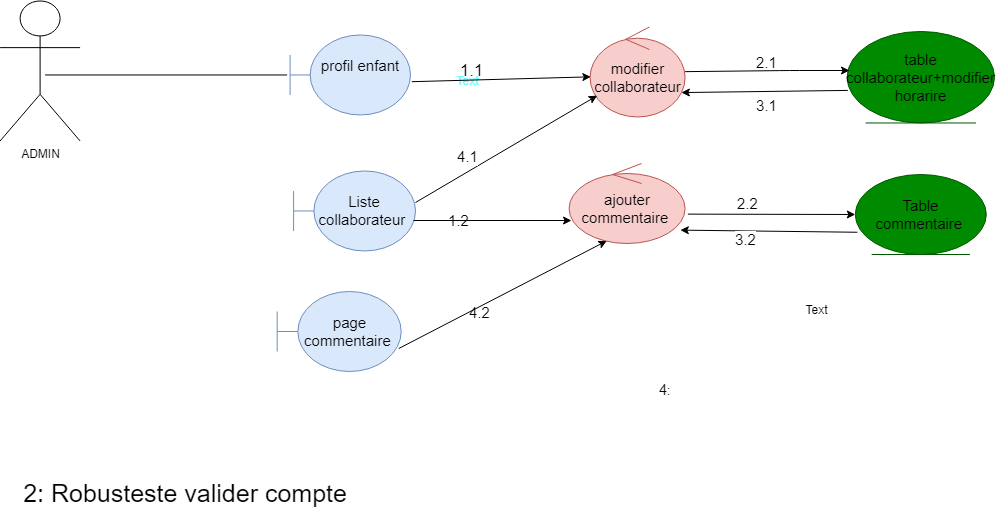 profil enfant
1.1
Text
modifier
collaborateur
2.1
3.1
table
collaborateur+modifier
horarire
ADMIN
4.1
Liste
collaborateur
1.2
ajouter
commentaire
2.2
3.2
Table
commentaire
page
commentaire
4.2
Text
4:
2: Robusteste valider compte